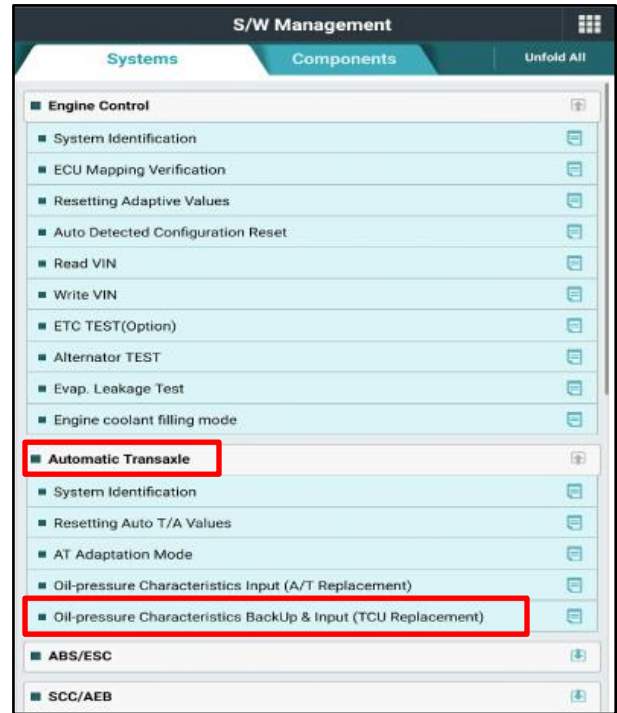 S/W Management
Systems
Components
Unfold All
Engine Control
System Identification
ECU Mapping Verification
Resetting Adaptive Values
Auto Detected Configuration Reset
Read VIN
Write VIN
ETC TEST(Option)
Alternator TEST
Evap. Leakage Test
Engine coolant filling mode
Automatic Transaxle
System Identification
Resetting Auto T/A Values
AT Adaptation Mode
Oil-pressure Characteristics Input (A/T Replacement)
Oil-pressure Characteristics BackUp & Input (TCU Replacement)
ABS/ESC
SCC/AEB